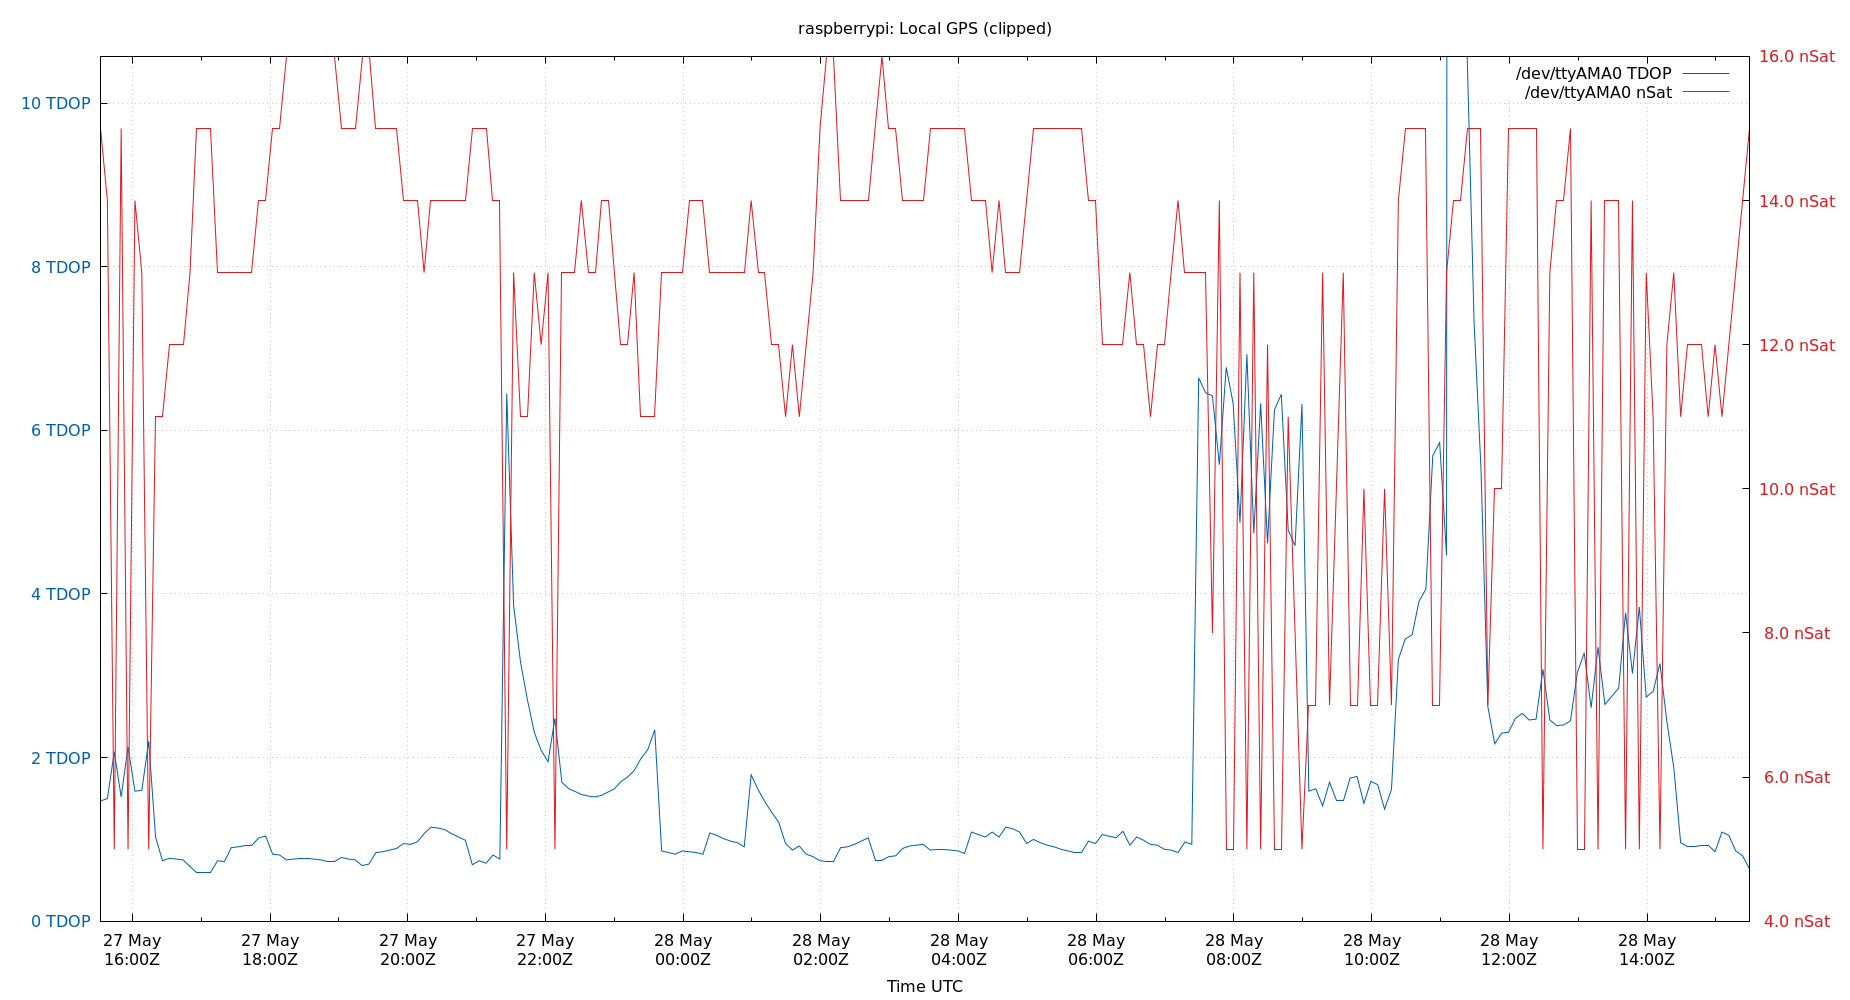 raspberrypi: Local GPS (clipped)
16.0 nSat
/dev/ttyAMA0 TDOP
/dev/ttyAMA0 nSat
10 TDOP
14.0 nSat
8 TDOP
12.0 nSat
6 TDOP
10.0 nSat
4 TDOP
8.0 nSat
2 TDOP
6.0 nSat
0 TDOP
4.0 nSat
27 May 27 May 27 May 27 May 28 May 28 May 28 May 28 May 28 May 28 May 28 May 28 May
16:00Z 18:00Z 20:00Z 22:00Z 00:00Z 02:00Z 04:00Z 06:00Z 08:00Z 10:00Z 12:00Z 14:00Z
Time UTC